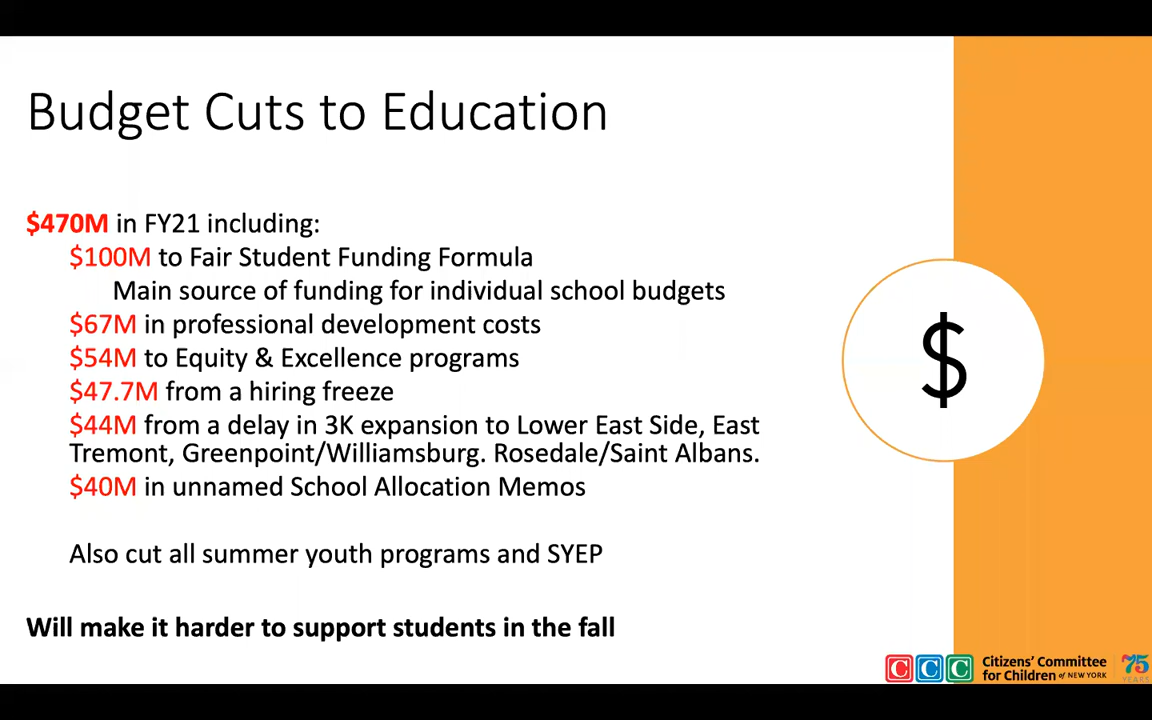 Budget Cuts to Education
$470M in FY21 including:
$100M to Fair Student Funding Formula
Main source of funding for individual school budgets
$67M in professional development costs
$54M to Equity & Excellence programs
$47.7M from a hiring freeze
$44M from a delay in 3K expansion to Lower East Side, East
Tremont, Greenpoint/Williamsburg. Rosedale/Saint Albans.
$40M in unnamed School Allocation Memos
Also cut all summer youth programs and SYEP
Will make it harder to support students in the fall
$
C C C
Citizens' Committee
for Children of NEW YORK
75
YEARS